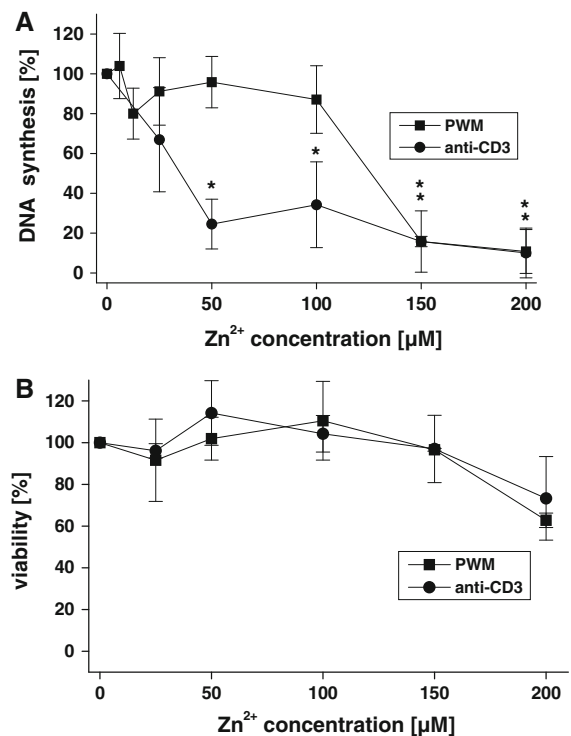 A
120
100
80
60
40
20
0
DNA synthesis [%]
PWM
anti-CD3
*
*
*
*
*
*
0 50 100 150 200
Zn²⁺ concentration [µM]
B
120
100
80
60
40
20
0
viability [%]
PWM
anti-CD3
0 50 100 150 200
Zn²⁺ concentration [µM]